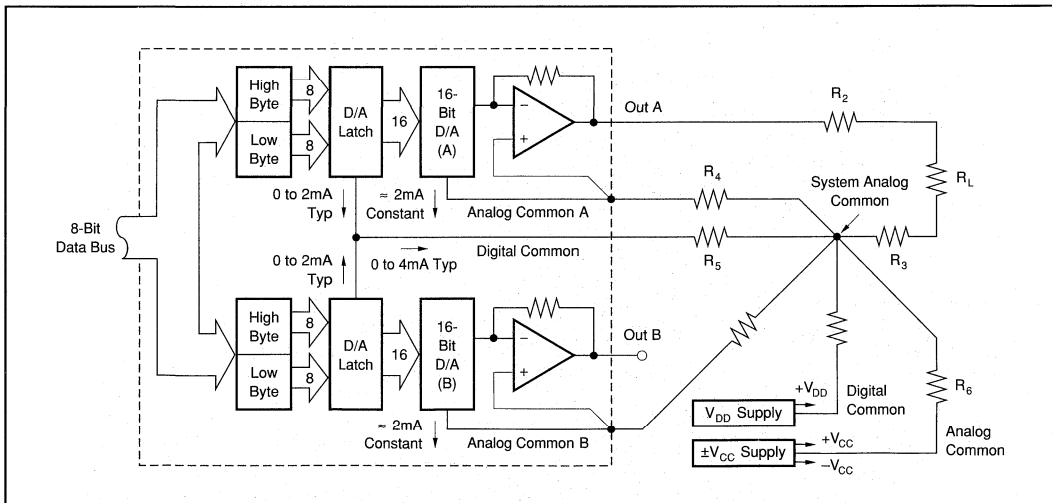 High
Byte
Low
Byte
8
8
D/A
Latch
16
16-
Bit
D/A
(A)
−
+
Out A
R2
RL
R3
R4
System Analog
Common
0 to 2mA
Typ
≈ 2mA
Constant
Analog Common A
8-Bit
Data Bus
Digital Common
0 to 4mA Typ
R5
0 to 2mA
Typ
High
Byte
Low
Byte
8
8
D/A
Latch
16
16-
Bit
D/A
(B)
−
+
Out B
≈ 2mA
Constant
Analog Common B
+VDD
VDD Supply
Digital
Common
R6
±VCC Supply
+VCC
−VCC
Analog
Common